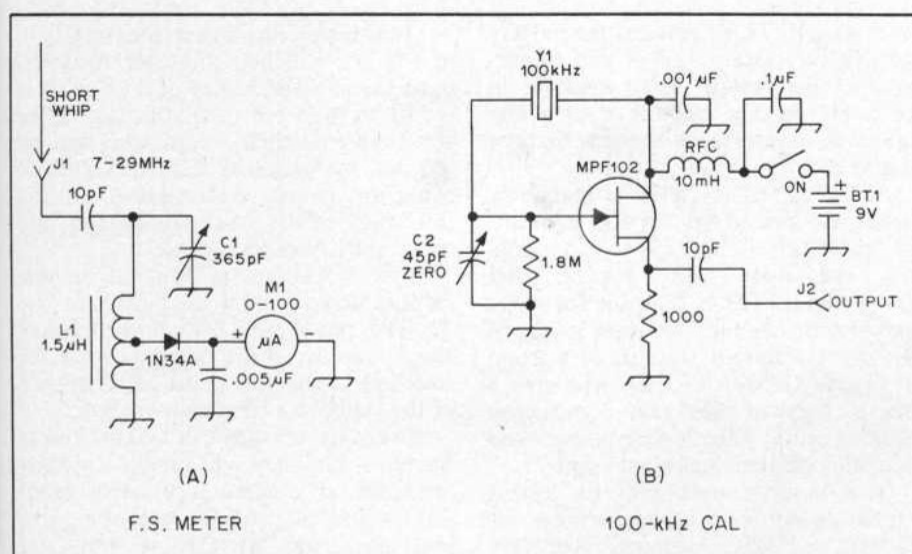 SHORT
WHIP
J1
7-29MHz
10pF
C1
365pF
M1
0-100
L1
1.5µH
1N34A
+
µA
-
.005µF
(A)
F.S. METER
Y1
100kHz
.001µF
.1µF
RFC
10mH
MPF102
ON
+
BT.1
9V
C2
45pF
ZERO
1.8M
10pF
J2
OUTPUT
1000
(B)
100-kHz CAL